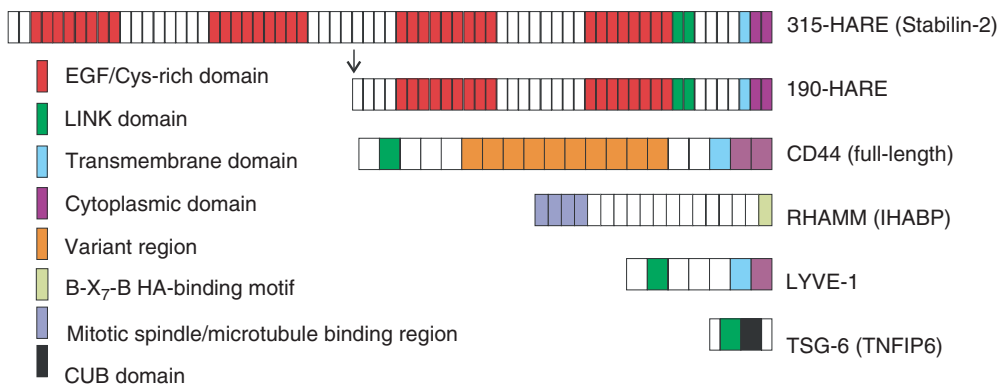 315-HARE (Stabilin-2)
EGF/Cys-rich domain
190-HARE
LINK domain
CD44 (full-length)
Transmembrane domain
Cytoplasmic domain
RHAMM (IHABP)
Variant region
LYVE-1
B-X7-B HA-binding motif
Mitotic spindle/microtubule binding region
TSG-6 (TNFIP6)
CUB domain